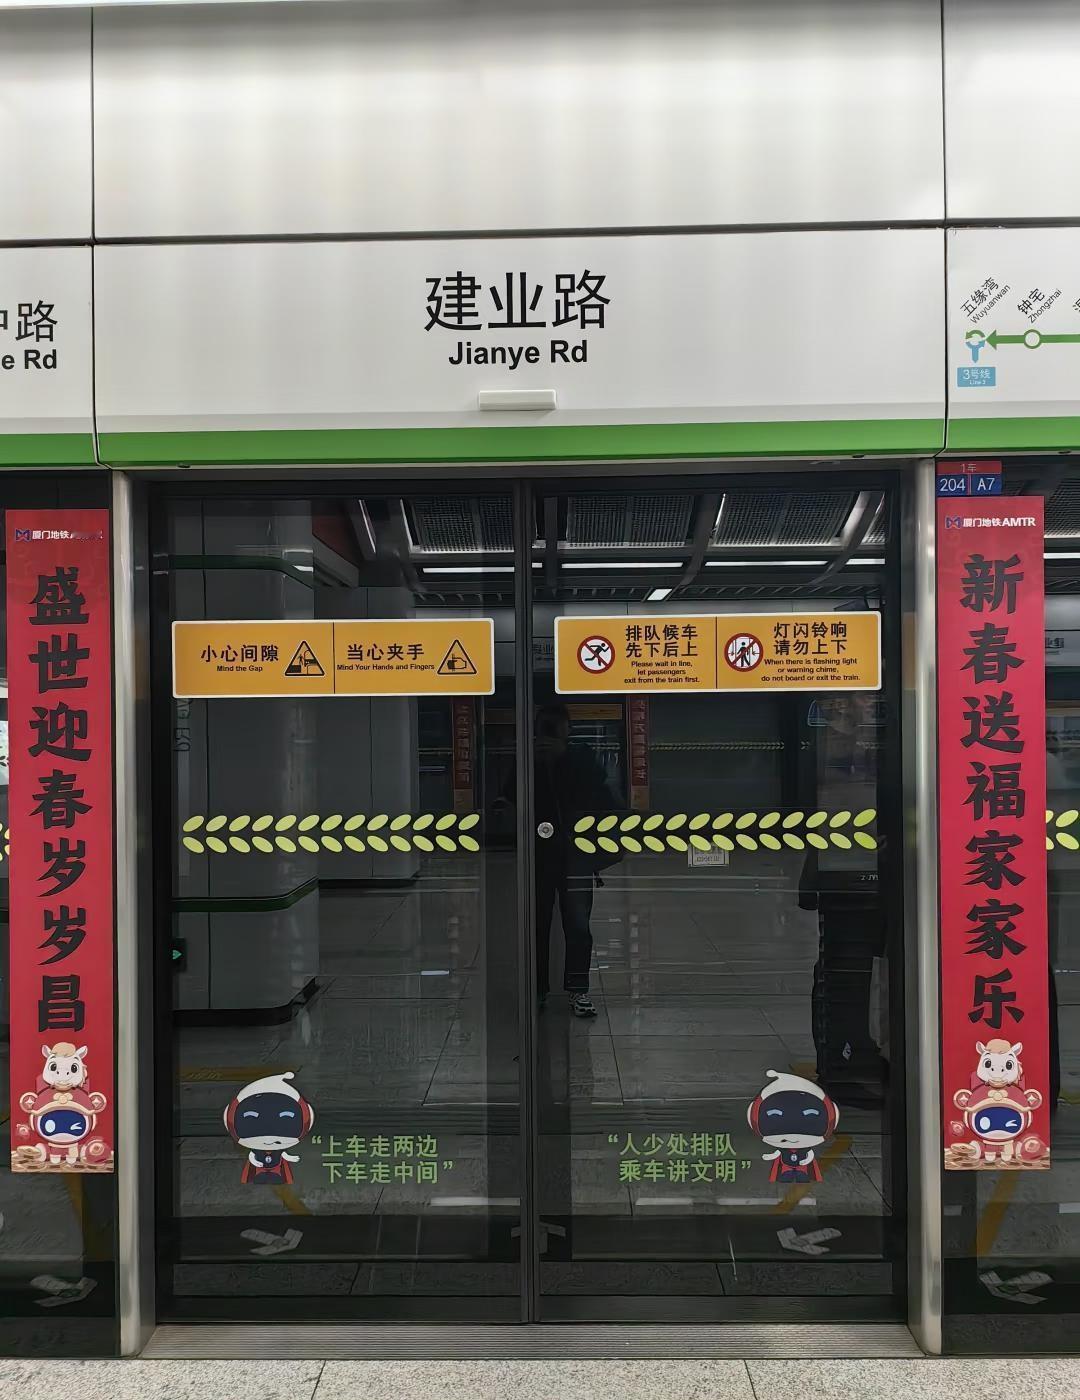 建业路
Jianye Rd
中路
e Rd
五缘湾
Wuyuanwan
钟宅
Zhongzhai
3号线
Line 3
1车
204 A7
厦门地铁
盛世迎春岁岁昌
小心间隙
Mind the Gap
当心夹手
Mind Your Hands and Fingers
排队候车
先下后上
Please wait in line,
let passengers
exit from the train first.
灯闪铃响
请勿上下
When there is flashing light
or warning chime,
do not board or exit the train.
厦门地铁AMTR
新春送福家家乐
“上车走两边
下车走中间”
“人少处排队
乘车讲文明”